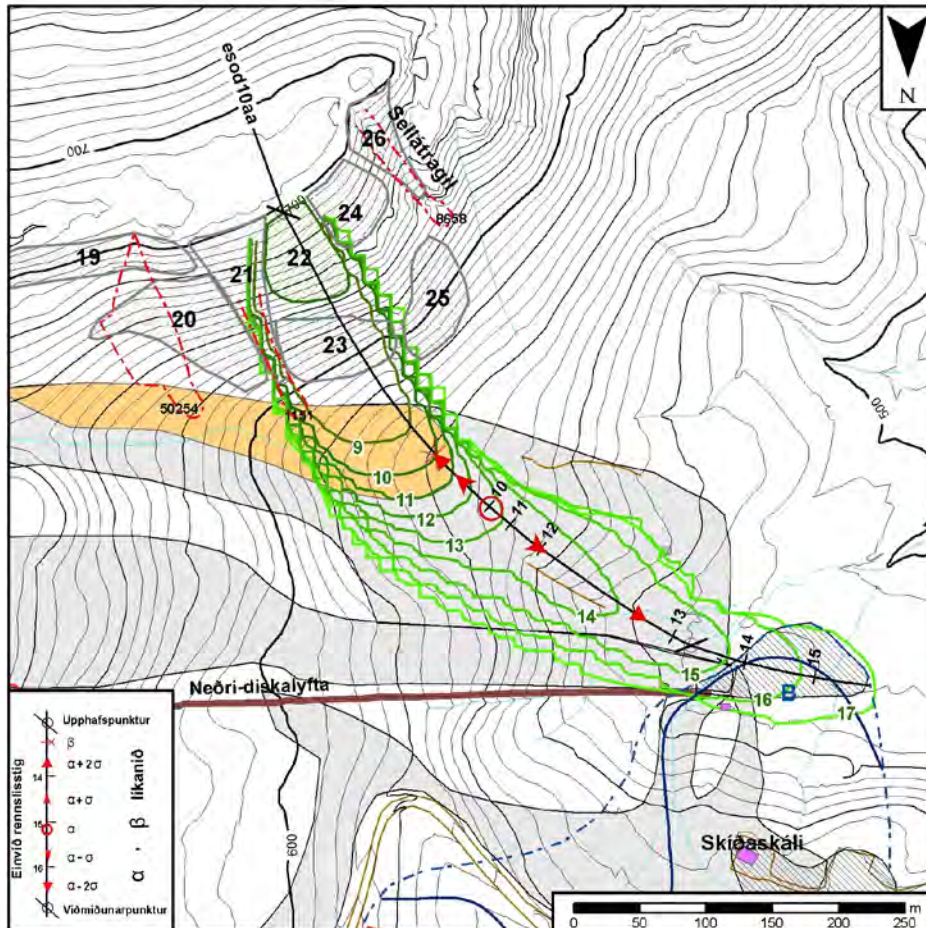 esod10aa
N
26
Sellátragil
700
700
24
8658
22
19
21
25
20
23
500
50254
1151
9
10
10
11
11
12
12
13
14
13
14
15
15
B
16
17
Neðri-diskalyfta
600
Skíðaskáli
Einvíð rennslisstig
Upphafspunktur
β
α+2σ
14
α+σ
15
α
α-σ
16
α-2σ
Viðmiðunarpunktur
α, β líkanið
m
0 50 100 150 200 250